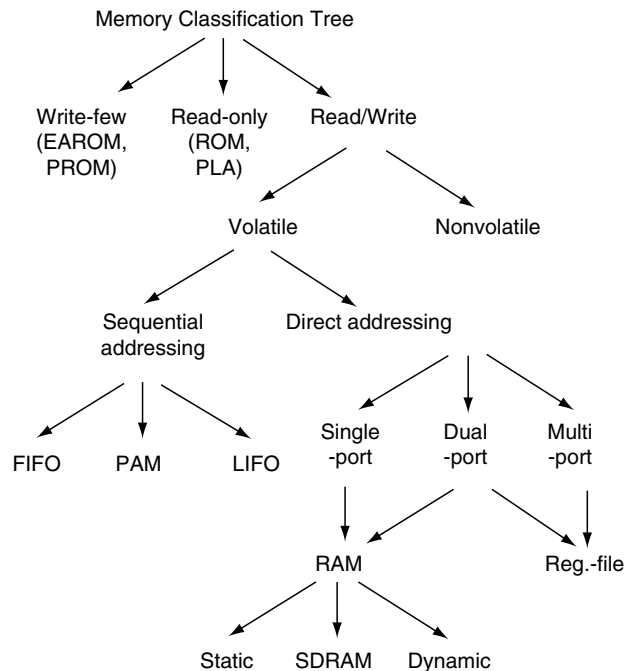 Memory Classification Tree
Write-few
(EAROM,
PROM)
Read-only
(ROM,
PLA)
Read/Write
Volatile
Nonvolatile
Sequential
addressing
Direct addressing
FIFO
PAM
LIFO
Single
-port
Dual
-port
Multi
-port
RAM
Reg.-file
Static
SDRAM
Dynamic